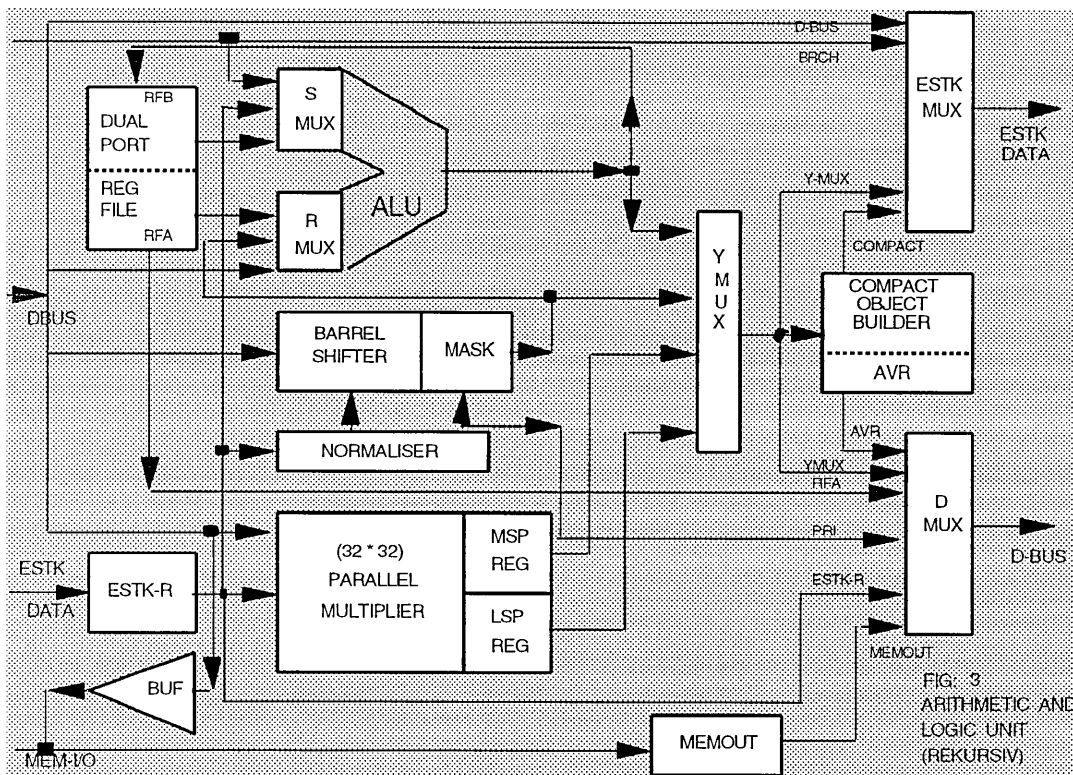 D-BUS
BRCH
RFB
DUAL
PORT
REG
FILE
RFA
S
MUX
R
MUX
ALU
ESTK
MUX
ESTK
DATA
Y-MUX
COMPACT
Y
M
U
X
COMPACT
OBJECT
BUILDER
AVR
DBUS
BARREL
SHIFTER
MASK
NORMALISER
AVR
YMUX
RFA
D
MUX
PRI
D-BUS
(32 * 32)
PARALLEL
MULTIPLIER
MSP
REG
LSP
REG
ESTK
DATA
ESTK-R
ESTK-R
MEMOUT
BUF
MEM-I/O
MEMOUT
FIG: 3
ARITHMETIC AND
LOGIC UNIT
(REKURSIV)